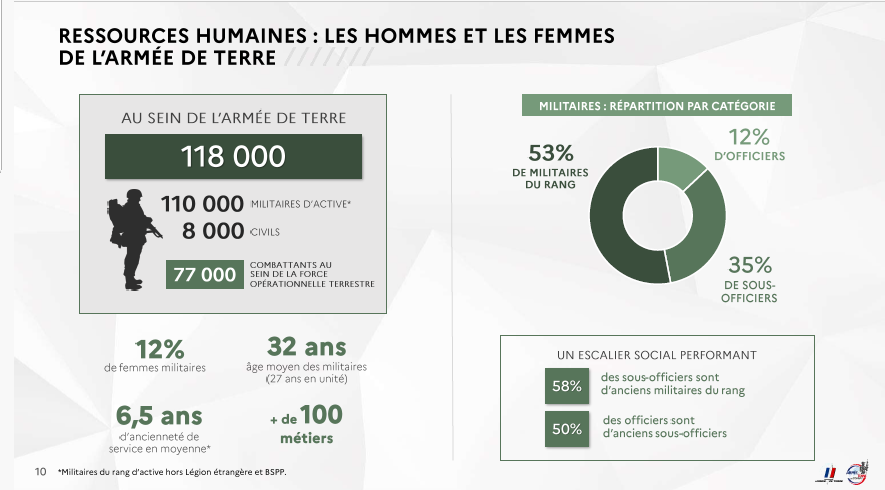 RESSOURCES HUMAINES : LES HOMMES ET LES FEMMES
DE L'ARMÉE DE TERRE
AU SEIN DE L'ARMÉE DE TERRE
118 000
110 000 MILITAIRES D'ACTIVE*
8 000 CIVILS
77 000
COMBATTANTS AU
SEIN DE LA FORCE
OPÉRATIONNELLE TERRESTRE
12%
de femmes militaires
32 ans
âge moyen des militaires
(27 ans en unité)
6,5 ans
d'ancienneté de
service en moyenne*
+ de 100
métiers
MILITAIRES : RÉPARTITION PAR CATÉGORIE
53%
DE MILITAIRES
DU RANG
12%
D'OFFICIERS
35%
DE SOUS-
OFFICIERS
UN ESCALIER SOCIAL PERFORMANT
58%
des sous-officiers sont
d'anciens militaires du rang
50%
des officiers sont
d'anciens sous-officiers
10 *Militaires du rang d'active hors Légion étrangère et BSPP.